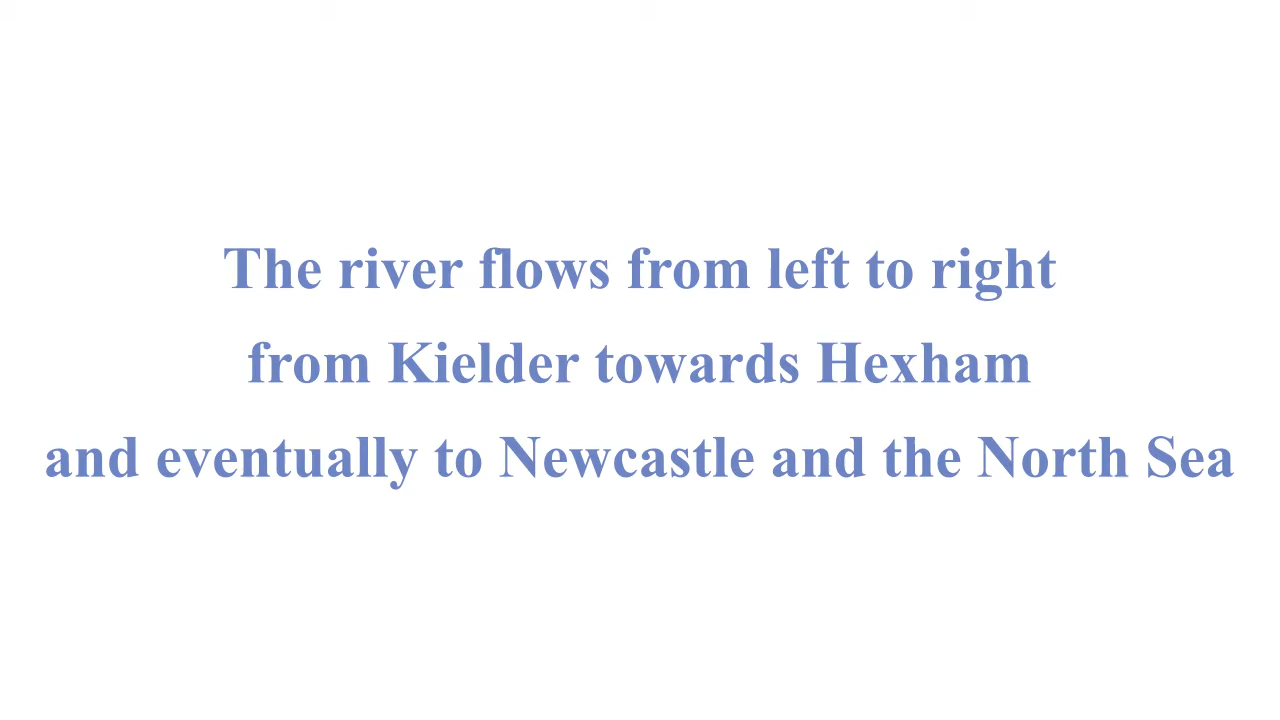 The river flows from left to right
from Kielder towards Hexham
and eventually to Newcastle and the North Sea